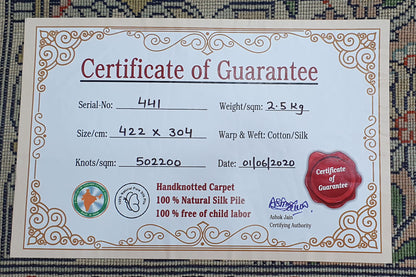 Certificate of Guarantee
Serial-No: 441 Weight/sqm: 2.5 Kg
Size/cm: 422 x 304 Warp & Weft: Cotton/Silk
Knots/sqm: 502200 Date: 01/06/2020
Handknotted Carpet
100 % Natural Silk Pile
100 % free of child labor
Certificate
of
Guarantee
Ashok Jain
Certifying Authority